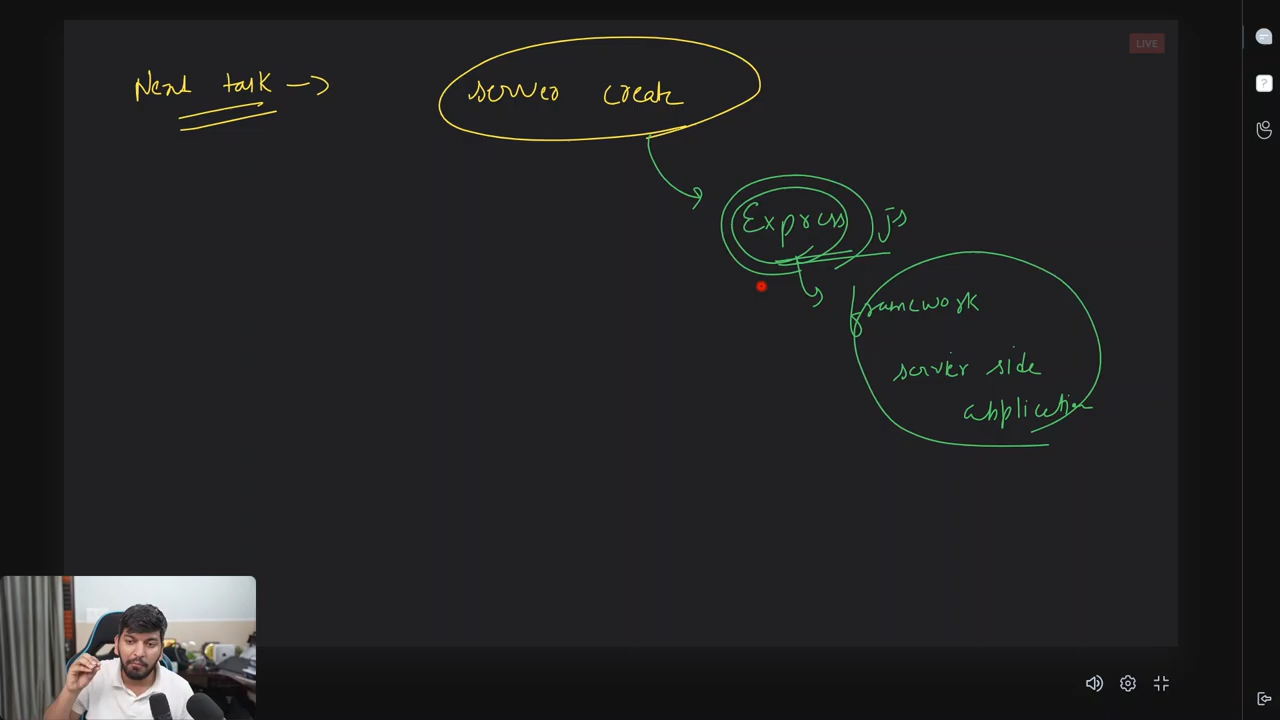 Next task →
server create
LIVE
Express js
framework
server side
application